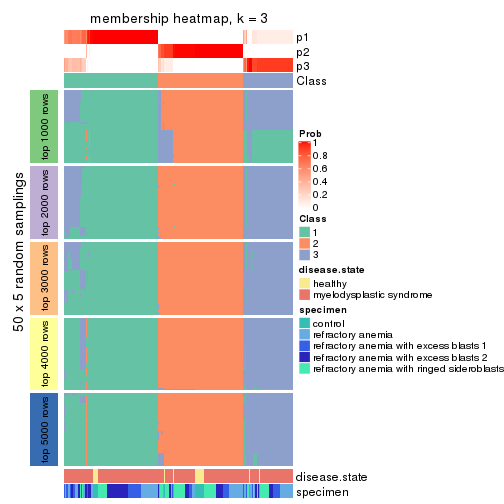 membership heatmap, k = 3
p1
p2
p3
Class
50 x 5 random samplings
top 1000 rows
top 2000 rows
top 3000 rows
top 4000 rows
top 5000 rows
Prob
1
0.8
0.6
0.4
0.2
0
Class
1
2
3
disease.state
healthy
myelodysplastic syndrome
specimen
control
refractory anemia
refractory anemia with excess blasts 1
refractory anemia with excess blasts 2
refractory anemia with ringed sideroblasts
disease.state
specimen